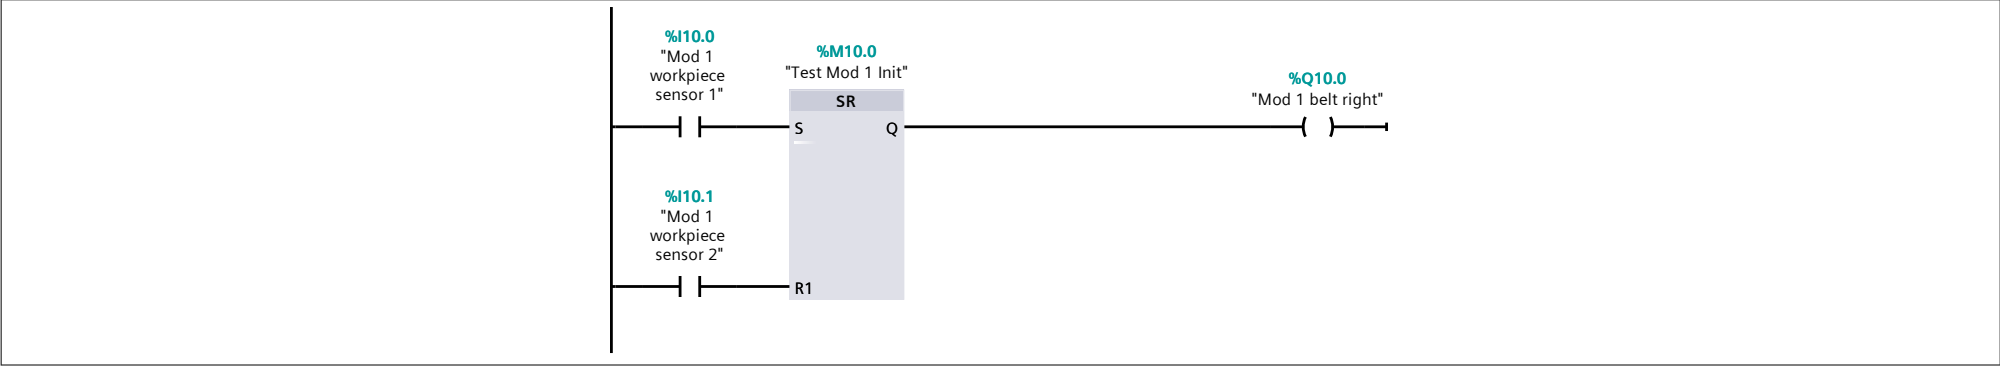 %I10.0
"Mod 1
workpiece
sensor 1"
%M10.0
"Test Mod 1 Init"
SR
S
Q
%Q10.0
"Mod 1 belt right"
%I10.1
"Mod 1
workpiece
sensor 2"
R1